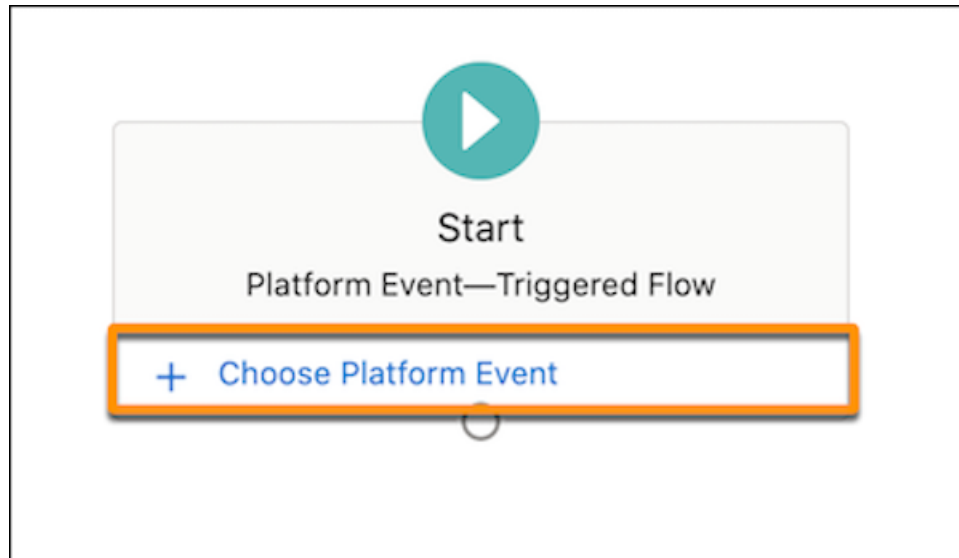 Start
Platform Event—Triggered Flow
+ Choose Platform Event